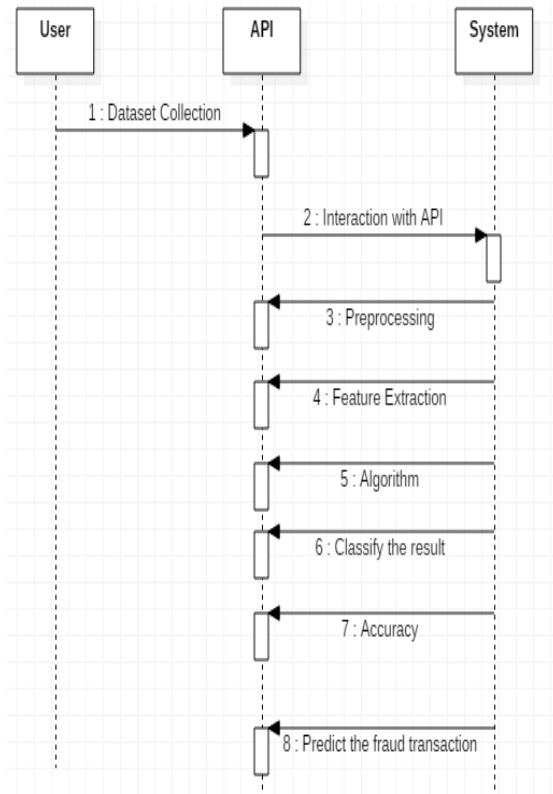 User
API
System
1 : Dataset Collection
2 : Interaction with API
3 : Preprocessing
4 : Feature Extraction
5 : Algorithm
6 : Classify the result
7 : Accuracy
8 : Predict the fraud transaction